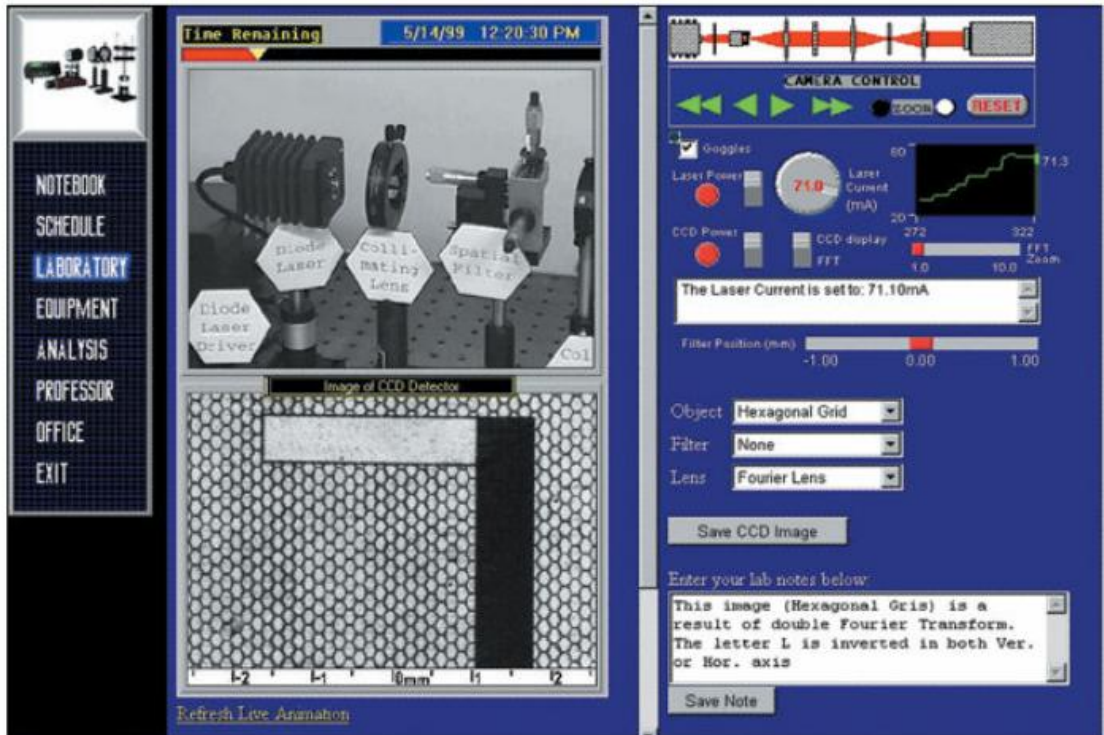 NOTEBOOK
SCHEDULE
LABORATORY
EQUIPMENT
ANALYSIS
PROFESSOR
OFFICE
EXIT
Time Remaining
5/14/99 12:20:30 PM
Diode
Laser
Colli-
mating
Lens
Spatial
Filter
Diode
Laser
Driver
Col
Image of CCD Detector
-2 -1 0mm 1 2
Refresh Live Animation
CAMERA CONTROL
ZOOM
RESET
Goggles
Laser Power
71.0
Laser
Current
(mA)
80
71.3
20
272 322
CCD Power
CCD display
FFT
FFT
Zoom
1.0 10.0
The Laser Current is set to: 71.10mA
Filter Position (mm)
-1.00 0.00 1.00
Object Hexagonal Grid
Filter None
Lens Fourier Lens
Save CCD Image
Enter your lab notes below:
This image (Hexagonal Gris) is a
result of double Fourier Transform.
The letter L is inverted in both Ver.
or Hor. axis
Save Note